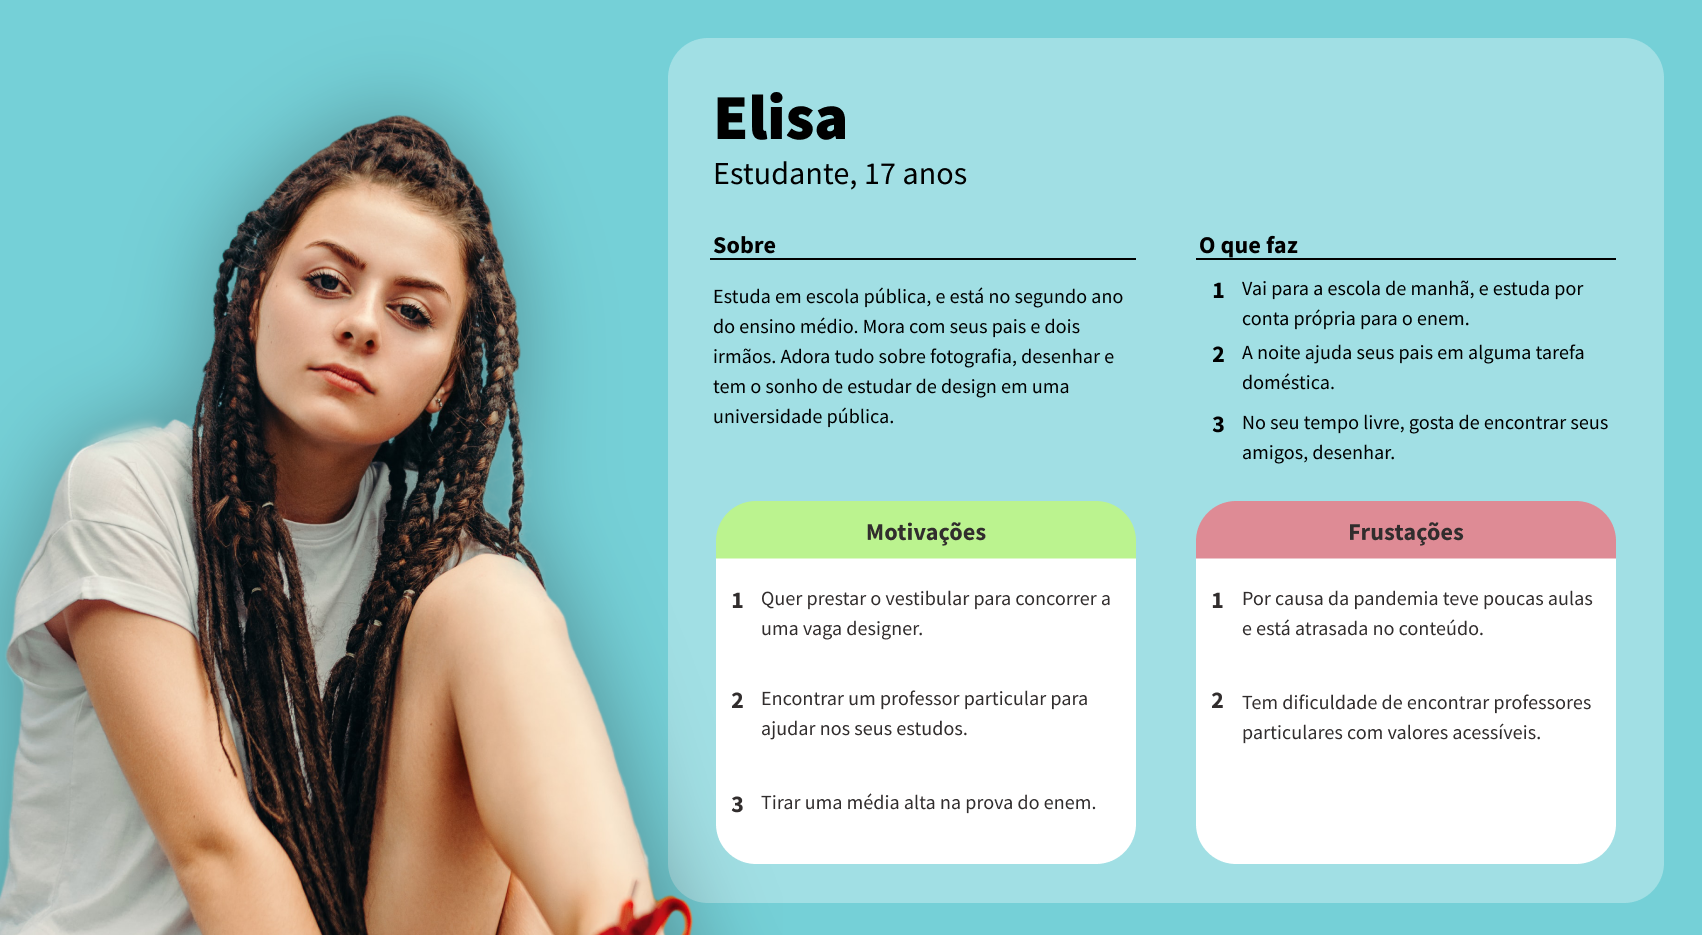 Elisa
Estudante, 17 anos
Sobre
Estuda em escola pública, e está no segundo ano
do ensino médio. Mora com seus pais e dois
irmãos. Adora tudo sobre fotografia, desenhar e
tem o sonho de estudar de design em uma
universidade pública.
O que faz
1 Vai para a escola de manhã, e estuda por
conta própria para o enem.
2 A noite ajuda seus pais em alguma tarefa
doméstica.
3 No seu tempo livre, gosta de encontrar seus
amigos, desenhar.
Motivações
1 Quer prestar o vestibular para concorrer a
uma vaga designer.
2 Encontrar um professor particular para
ajudar nos seus estudos.
3 Tirar uma média alta na prova do enem.
Frustações
1 Por causa da pandemia teve poucas aulas
e está atrasada no conteúdo.
2 Tem dificuldade de encontrar professores
particulares com valores acessíveis.